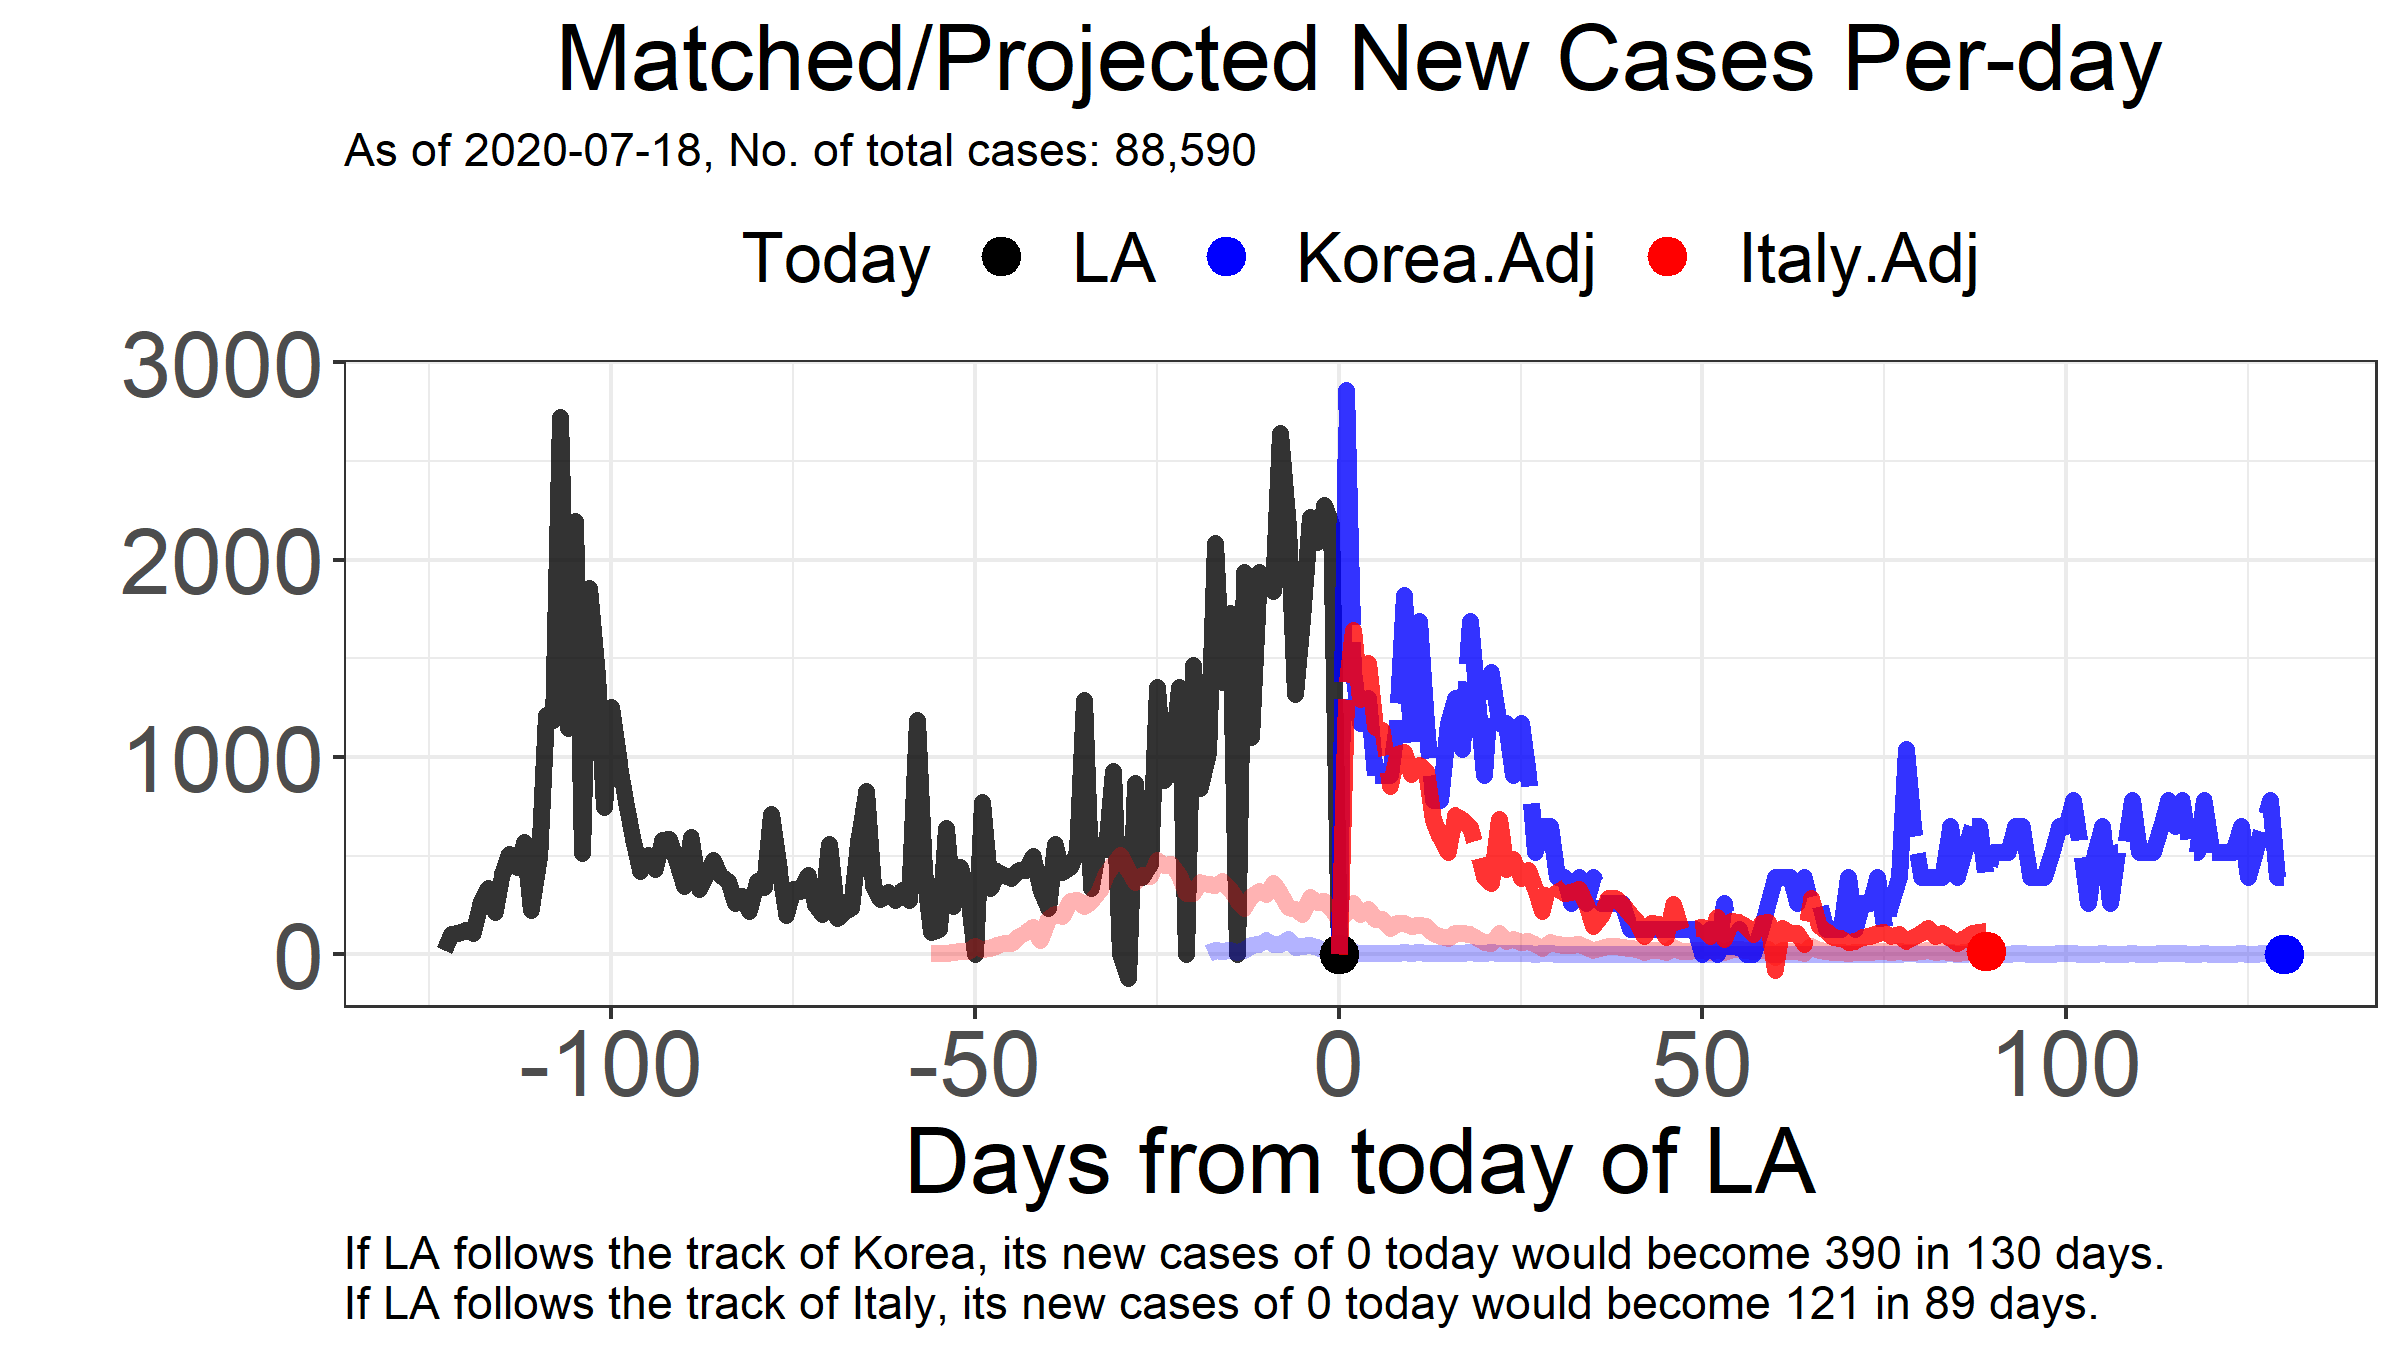 Matched/Projected New Cases Per-day
As of 2020-07-18, No. of total cases: 88,590
Today LA Korea.Adj Italy.Adj
3000
2000
1000
0
-100 -50 0 50 100
Days from today of LA
If LA follows the track of Korea, its new cases of 0 today would become 390 in 130 days.
If LA follows the track of Italy, its new cases of 0 today would become 121 in 89 days.